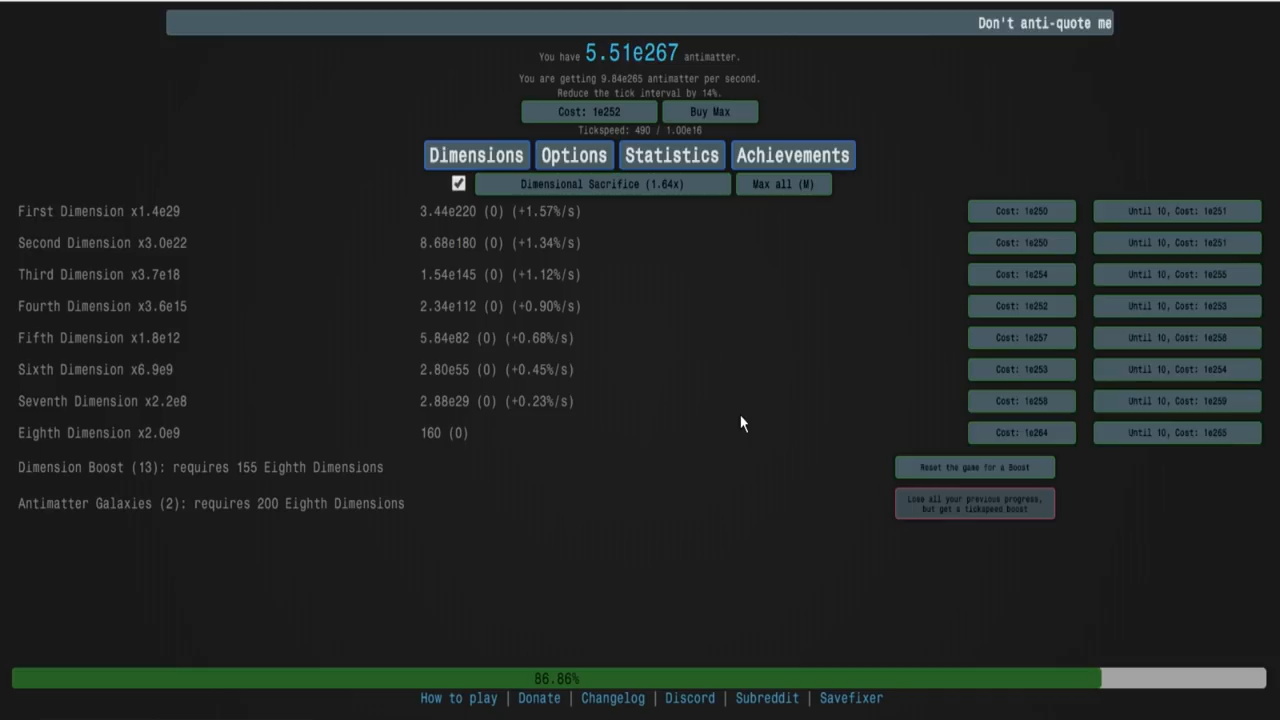 Don't anti-quote me
You have 5.51e267 antimatter.
You are getting 9.84e265 antimatter per second.
Reduce the tick interval by 14%.
Cost: 1e252 Buy Max
Tickspeed: 490 / 1.00e16
Dimensions Options Statistics Achievements
Dimensional Sacrifice (1.64x) Max all (M)
First Dimension x1.4e29 3.44e220 (0) (+1.57%/s) Cost: 1e250 Until 10, Cost: 1e251
Second Dimension x3.0e22 8.68e180 (0) (+1.34%/s) Cost: 1e250 Until 10, Cost: 1e251
Third Dimension x3.7e18 1.54e145 (0) (+1.12%/s) Cost: 1e254 Until 10, Cost: 1e255
Fourth Dimension x3.6e15 2.34e112 (0) (+0.90%/s) Cost: 1e252 Until 10, Cost: 1e253
Fifth Dimension x1.8e12 5.84e82 (0) (+0.68%/s) Cost: 1e257 Until 10, Cost: 1e258
Sixth Dimension x6.9e9 2.80e55 (0) (+0.45%/s) Cost: 1e253 Until 10, Cost: 1e254
Seventh Dimension x2.2e8 2.88e29 (0) (+0.23%/s) Cost: 1e258 Until 10, Cost: 1e259
Eighth Dimension x2.0e9 160 (0) Cost: 1e264 Until 10, Cost: 1e265
Dimension Boost (13): requires 155 Eighth Dimensions Reset the game for a Boost
Antimatter Galaxies (2): requires 200 Eighth Dimensions Lose all your previous progress,
but get a tickspeed boost
86.86%
How to play | Donate | Changelog | Discord | Subreddit | Savefixer